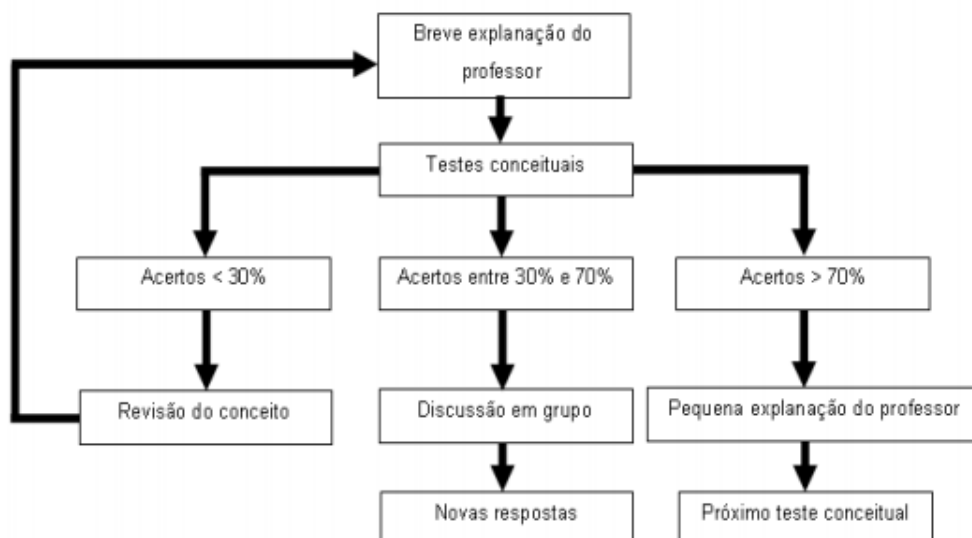 Breve explanação do
professor
Testes conceituais
Acertos < 30%
Acertos entre 30% e 70%
Acertos > 70%
Revisão do conceito
Discussão em grupo
Pequena explanação do professor
Novas respostas
Próximo teste conceitual